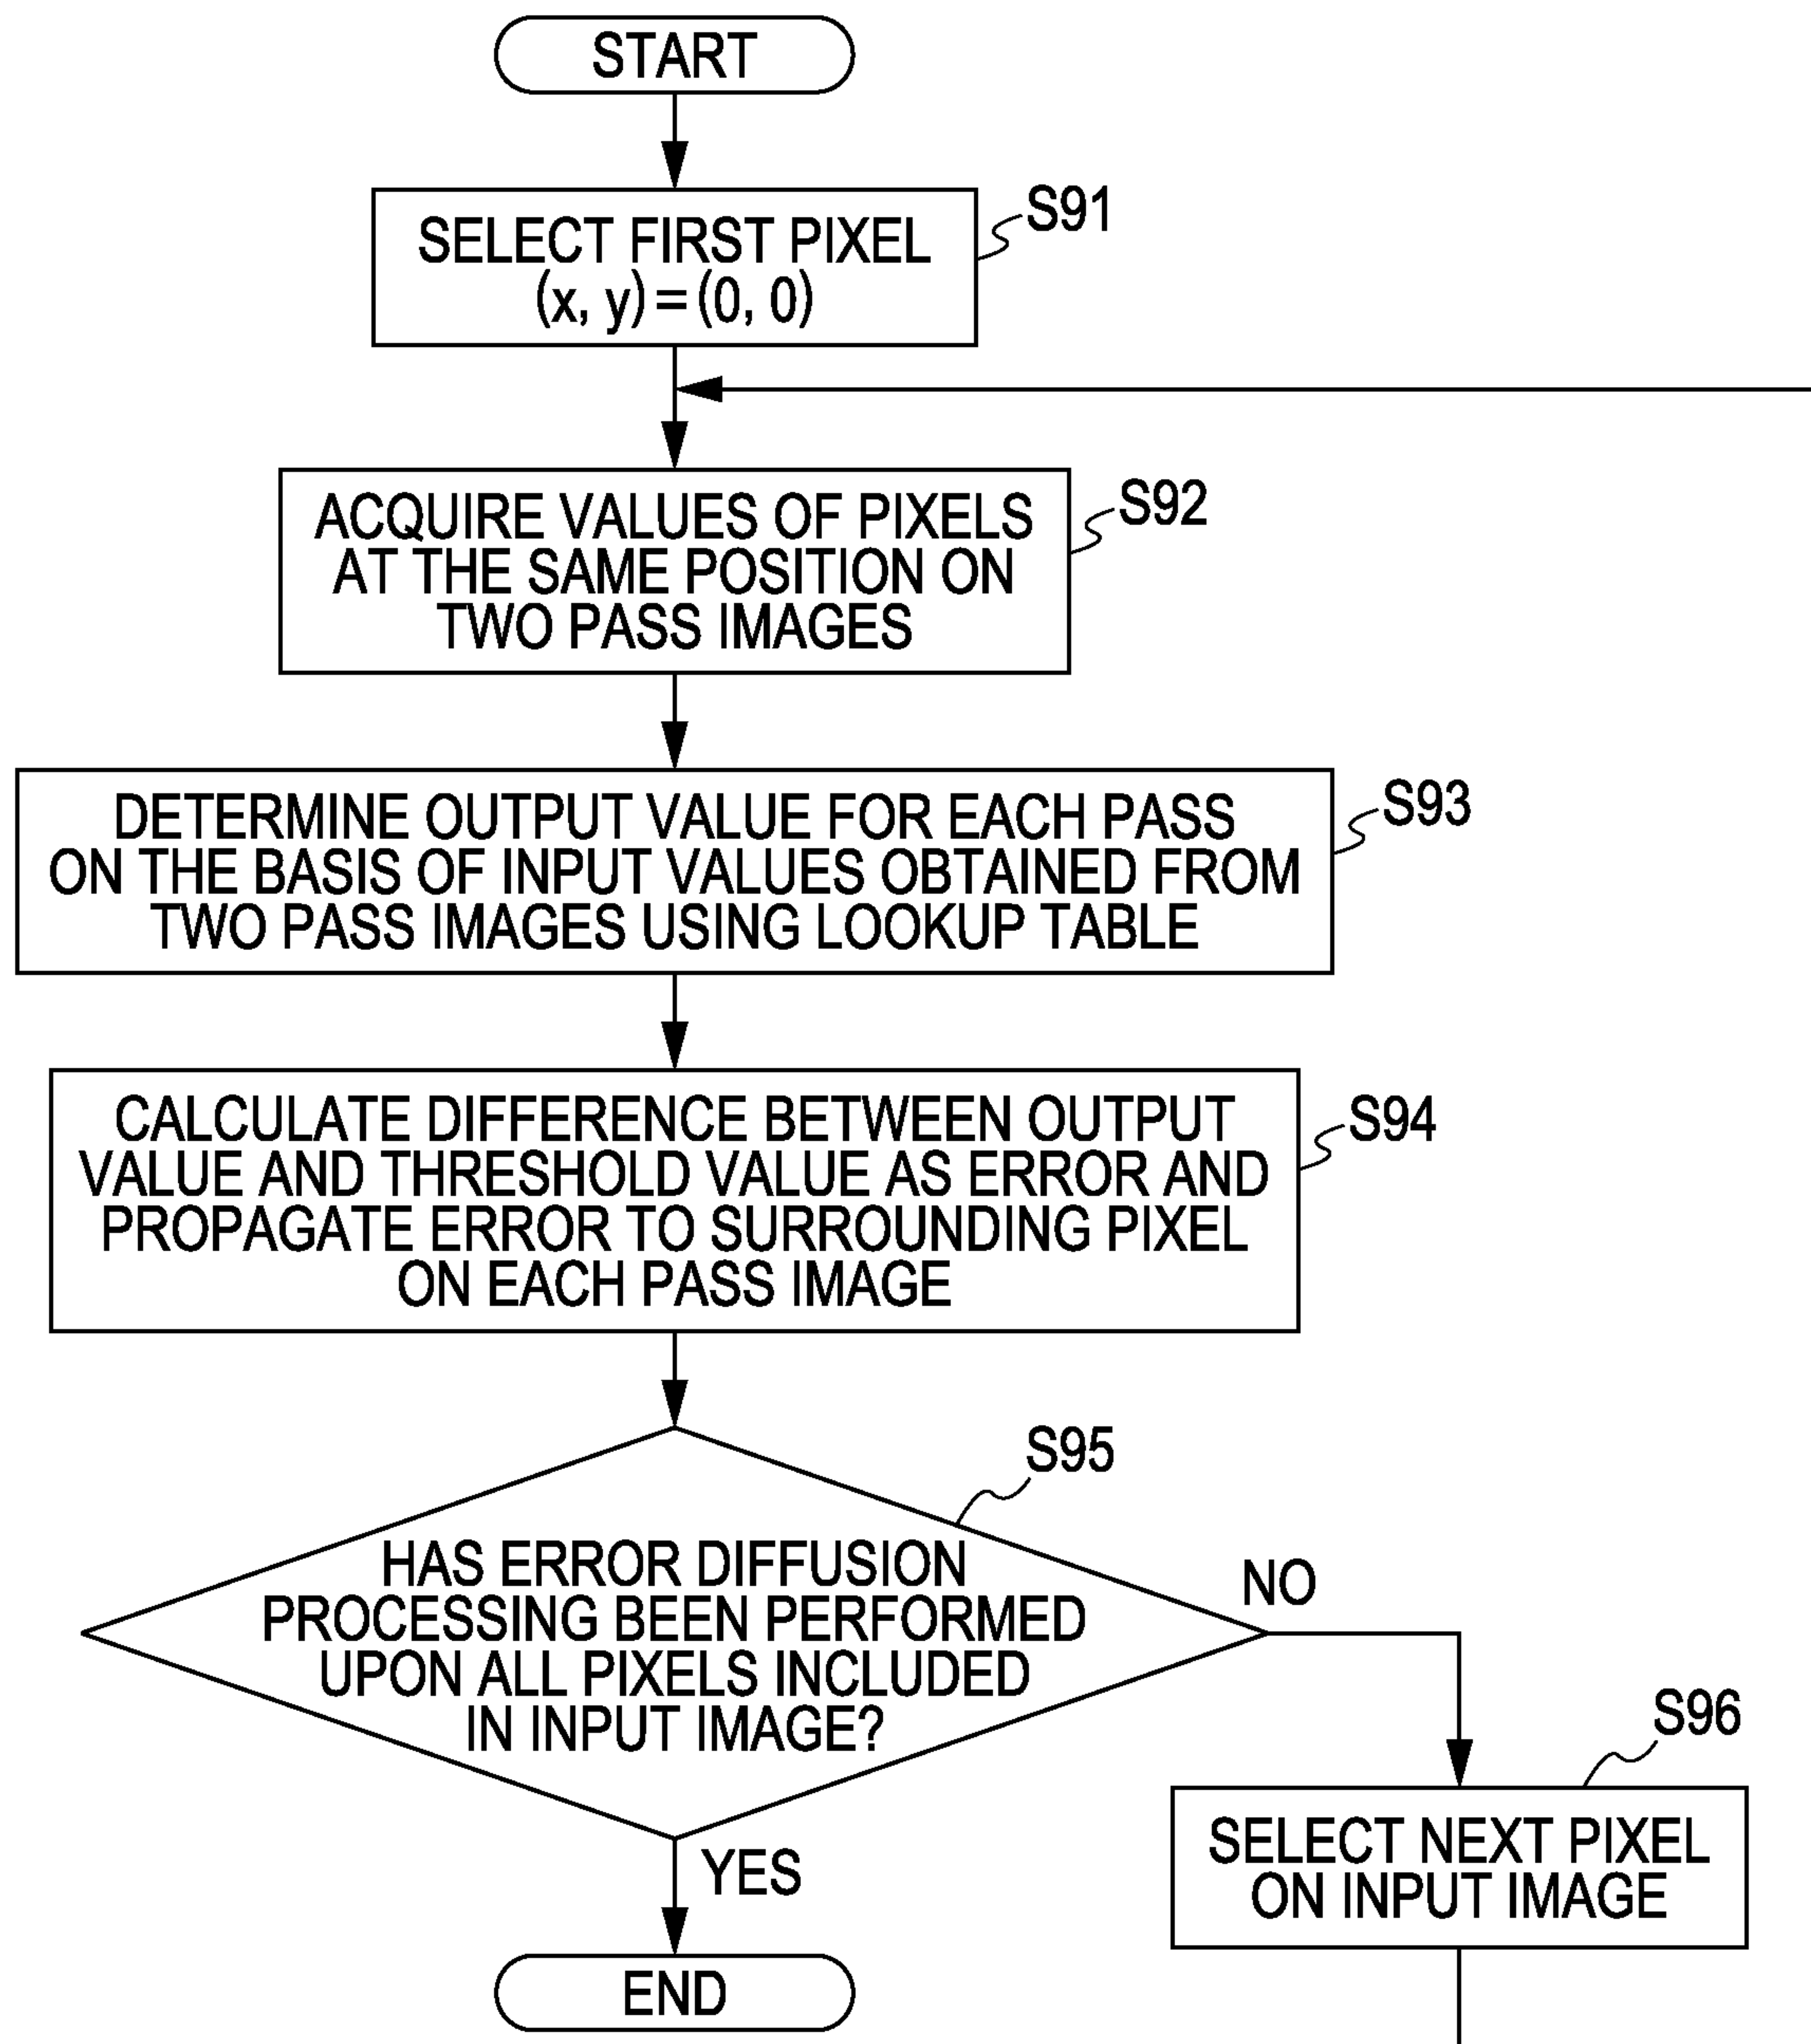 START
SELECT FIRST PIXEL
(x, y) = (0, 0)
S91
ACQUIRE VALUES OF PIXELS
AT THE SAME POSITION ON
TWO PASS IMAGES
S92
DETERMINE OUTPUT VALUE FOR EACH PASS
ON THE BASIS OF INPUT VALUES OBTAINED FROM
TWO PASS IMAGES USING LOOKUP TABLE
S93
CALCULATE DIFFERENCE BETWEEN OUTPUT
VALUE AND THRESHOLD VALUE AS ERROR AND
PROPAGATE ERROR TO SURROUNDING PIXEL
ON EACH PASS IMAGE
S94
HAS ERROR DIFFUSION
PROCESSING BEEN PERFORMED
UPON ALL PIXELS INCLUDED
IN INPUT IMAGE?
S95
NO
S96
SELECT NEXT PIXEL
ON INPUT IMAGE
YES
END